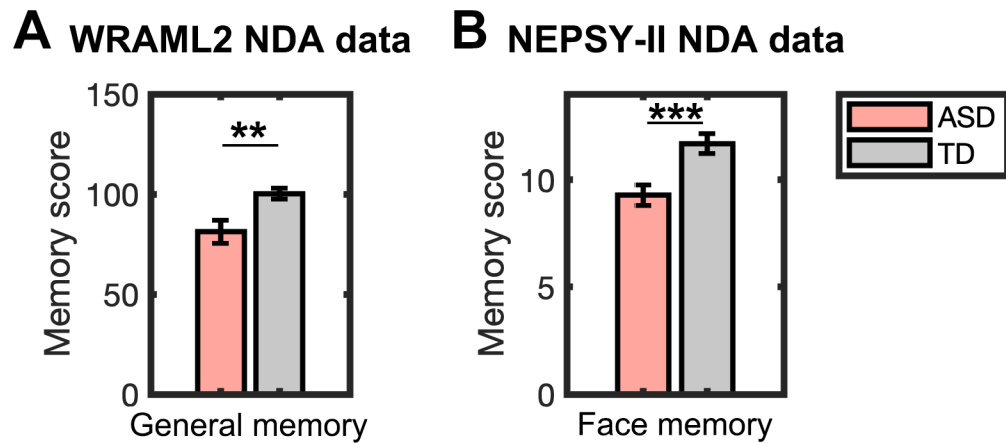 A WRAML2 NDA data
150
100
50
0
Memory score
**
General memory
B NEPSY-II NDA data
10
5
0
Memory score
***
Face memory
ASD
TD